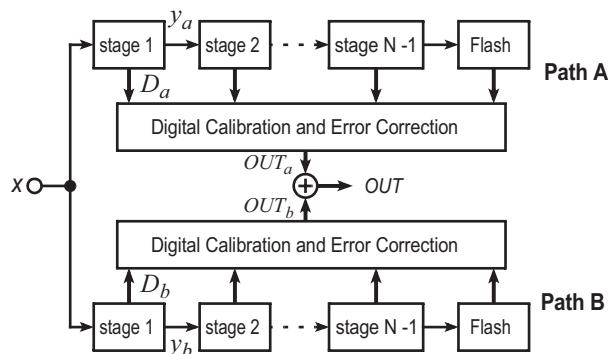 y_a
stage 1
stage 2
stage N -1
Flash
Path A
D_a
Digital Calibration and Error Correction
OUT_a
x
+
OUT
OUT_b
Digital Calibration and Error Correction
D_b
Path B
stage 1
stage 2
stage N -1
Flash
y_b